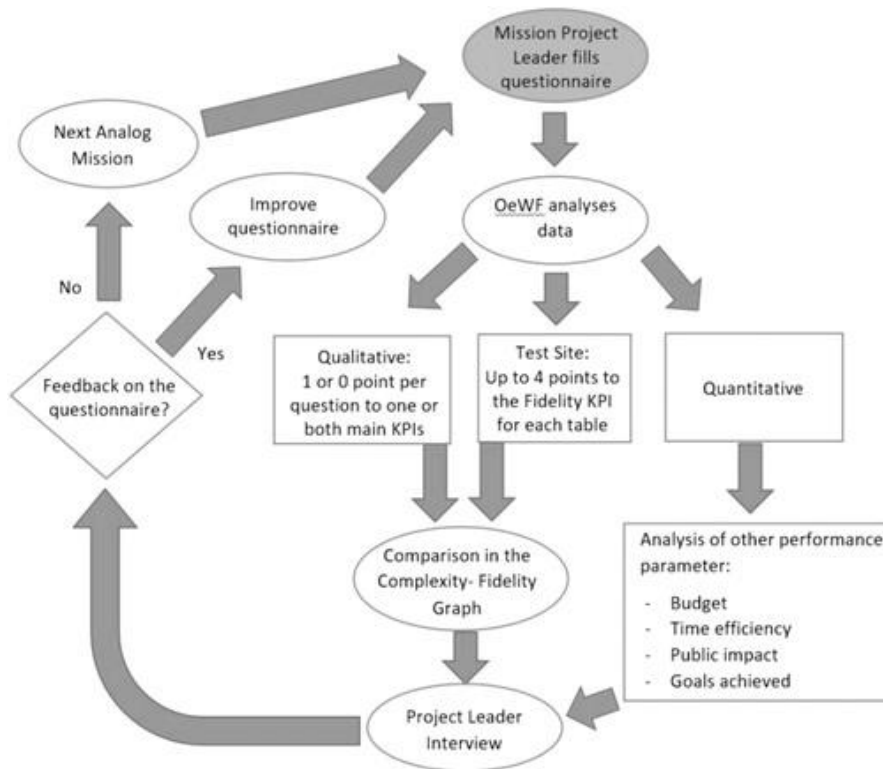 Mission Project
Leader fills
questionnaire
Next Analog
Mission
Improve
questionnaire
OeWF analyses
data
No
Yes
Feedback on the
questionnaire?
Qualitative:
1 or 0 point per
question to one or
both main KPIs
Test Site:
Up to 4 points to
the Fidelity KPI
for each table
Quantitative
Comparison in the
Complexity- Fidelity
Graph
Analysis of other performance
parameter:
- Budget
- Time efficiency
- Public impact
- Goals achieved
Project Leader
Interview